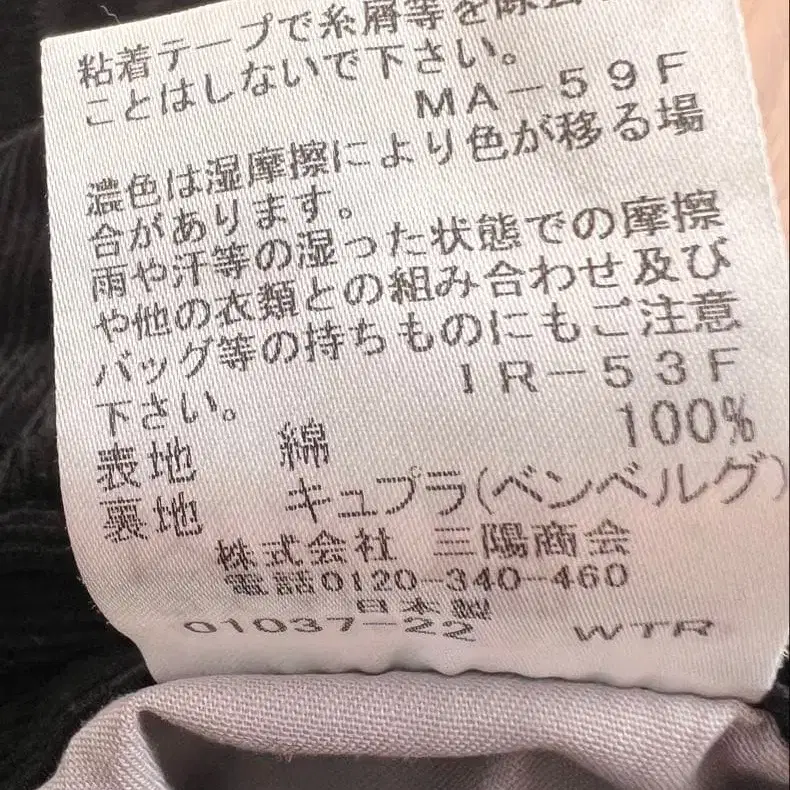 粘着テープで糸屑等を除去
ことはしないで下さい。
MA-59F
濃色は湿摩擦により色が移る場
合があります。
雨や汗等の湿った状態での摩擦
や他の衣類との組み合わせ及び
バッグ等の持ちものにもご注意
下さい。
IR-53F
表地 綿 100%
裏地 キュプラ(ベンベルグ)
株式会社 三陽商会
電話0120-340-460
日本製
01037-22 WTR